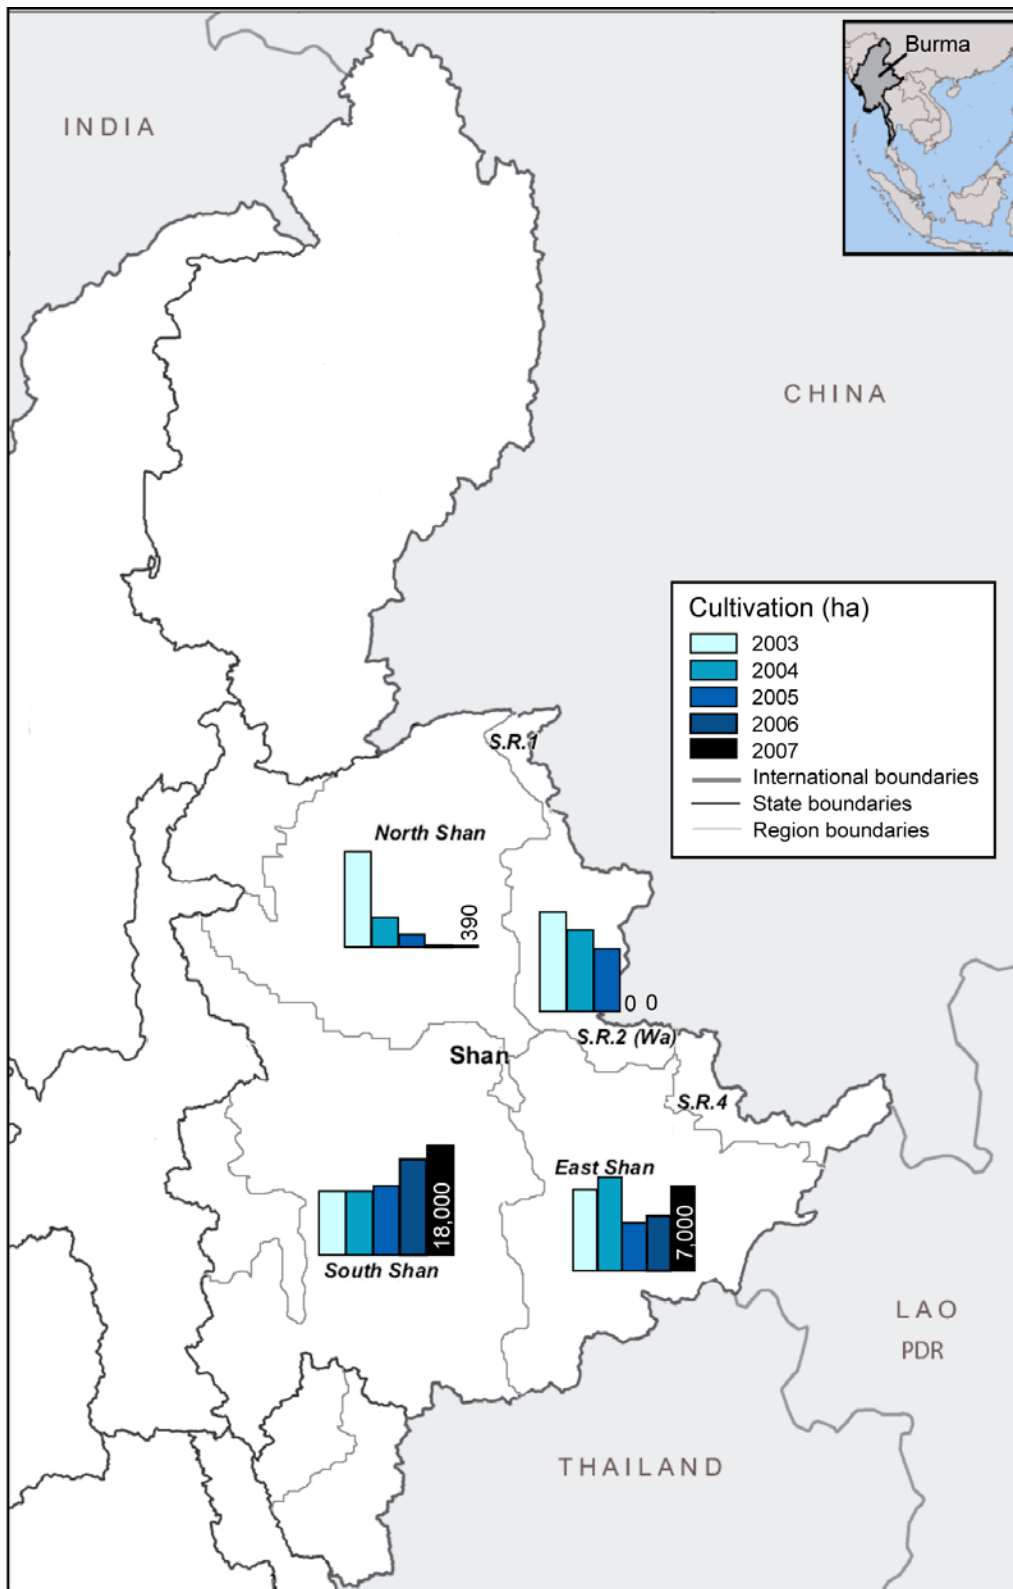 Burma
INDIA
CHINA
Cultivation (ha)
2003
2004
2005
2006
2007
International boundaries
State boundaries
Region boundaries
S.R.1
North Shan
390
0 0
S.R.2 (Wa)
Shan
S.R.4
East Shan
7,000
18,000
South Shan
LAO
PDR
THAILAND